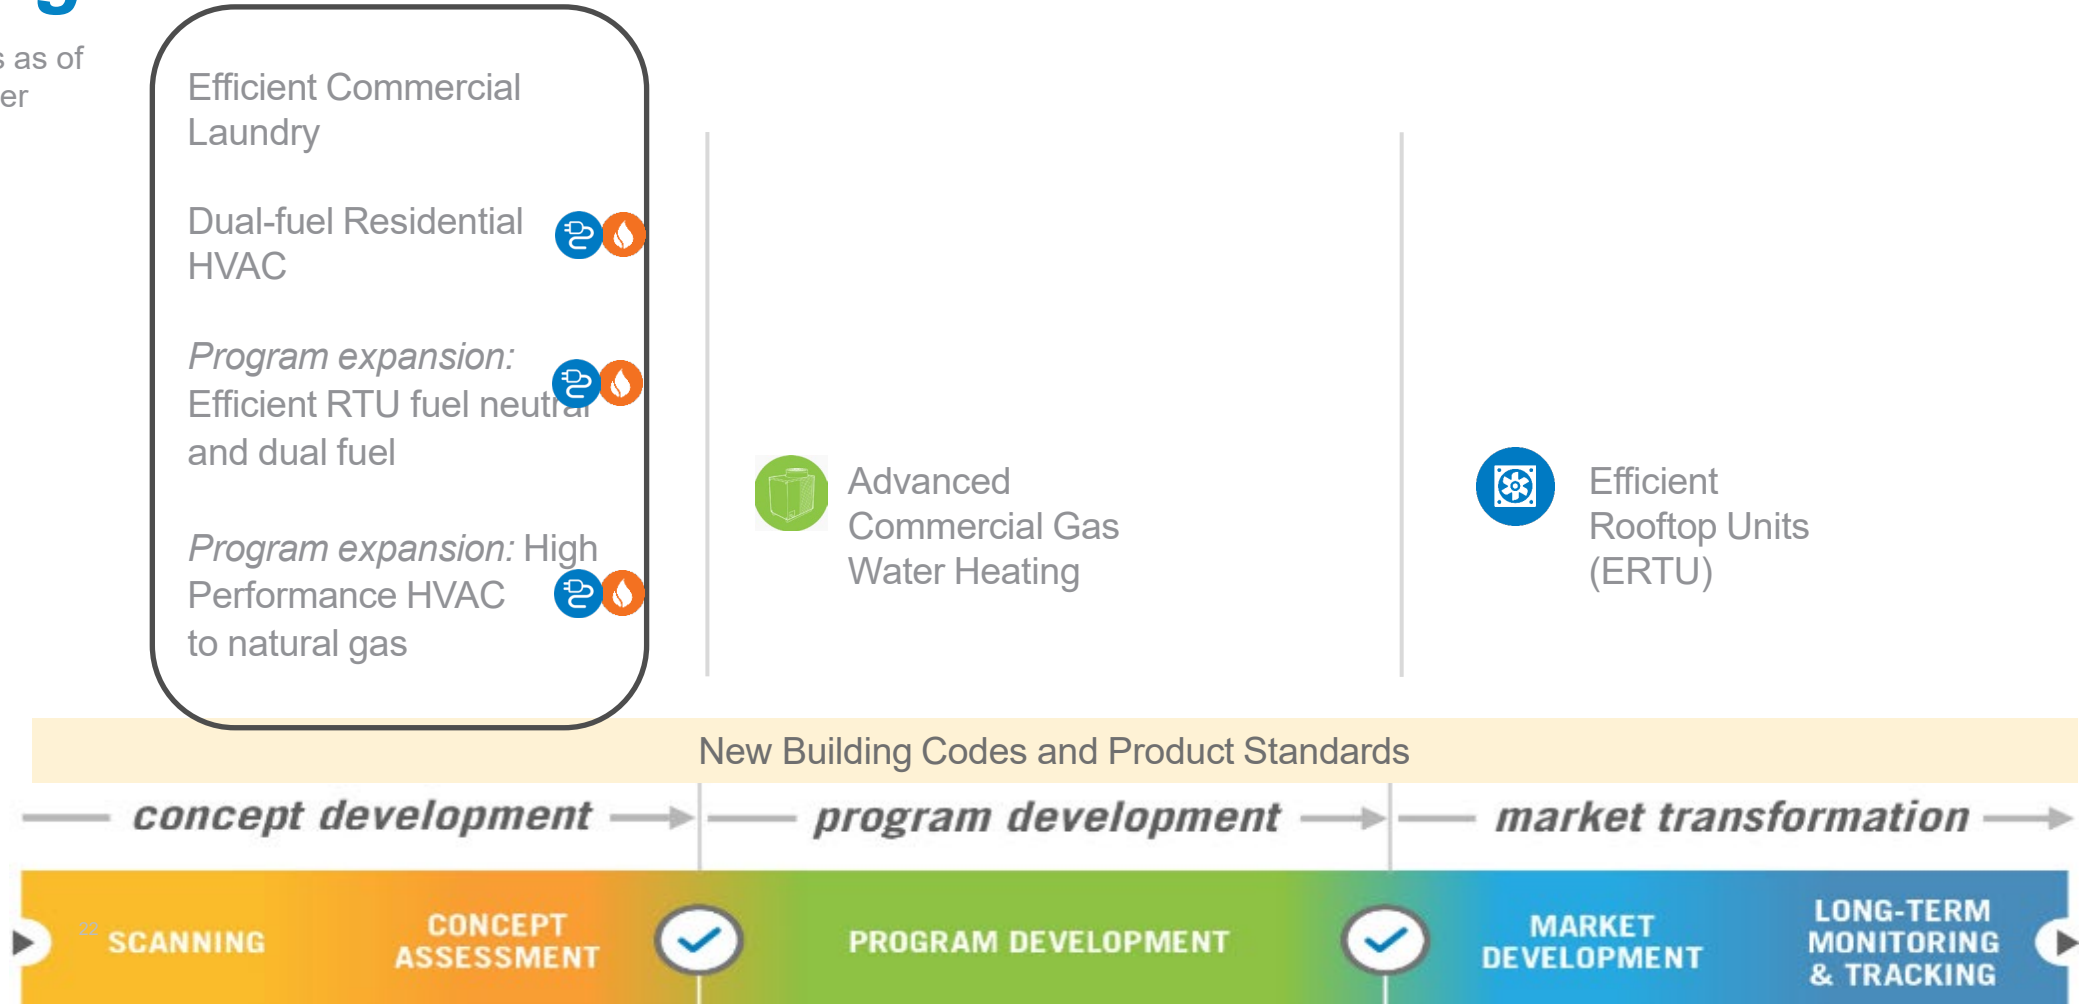 g
s as of
er
Efficient Commercial
Laundry
Dual-fuel Residential
HVAC
Program expansion:
Efficient RTU fuel neutral
and dual fuel
Program expansion: High
Performance HVAC
to natural gas
Advanced
Commercial Gas
Water Heating
Efficient
Rooftop Units
(ERTU)
New Building Codes and Product Standards
concept development
program development
market transformation
22
SCANNING
CONCEPT
ASSESSMENT
PROGRAM DEVELOPMENT
MARKET
DEVELOPMENT
LONG-TERM
MONITORING
& TRACKING